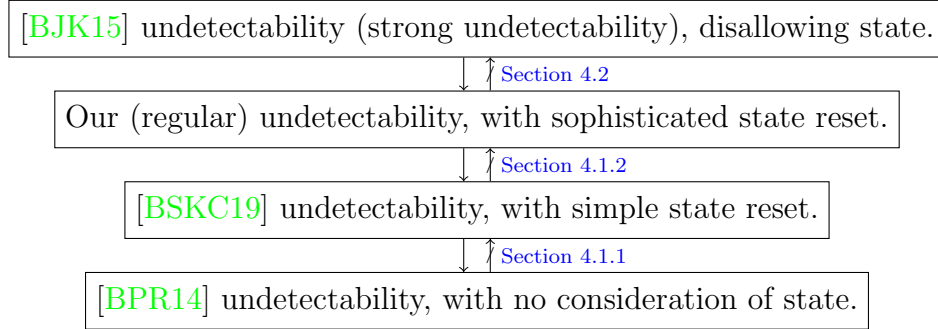 [BJK15] undetectability (strong undetectability), disallowing state.
Section 4.2
Our (regular) undetectability, with sophisticated state reset.
Section 4.1.2
[BSKC19] undetectability, with simple state reset.
Section 4.1.1
[BPR14] undetectability, with no consideration of state.